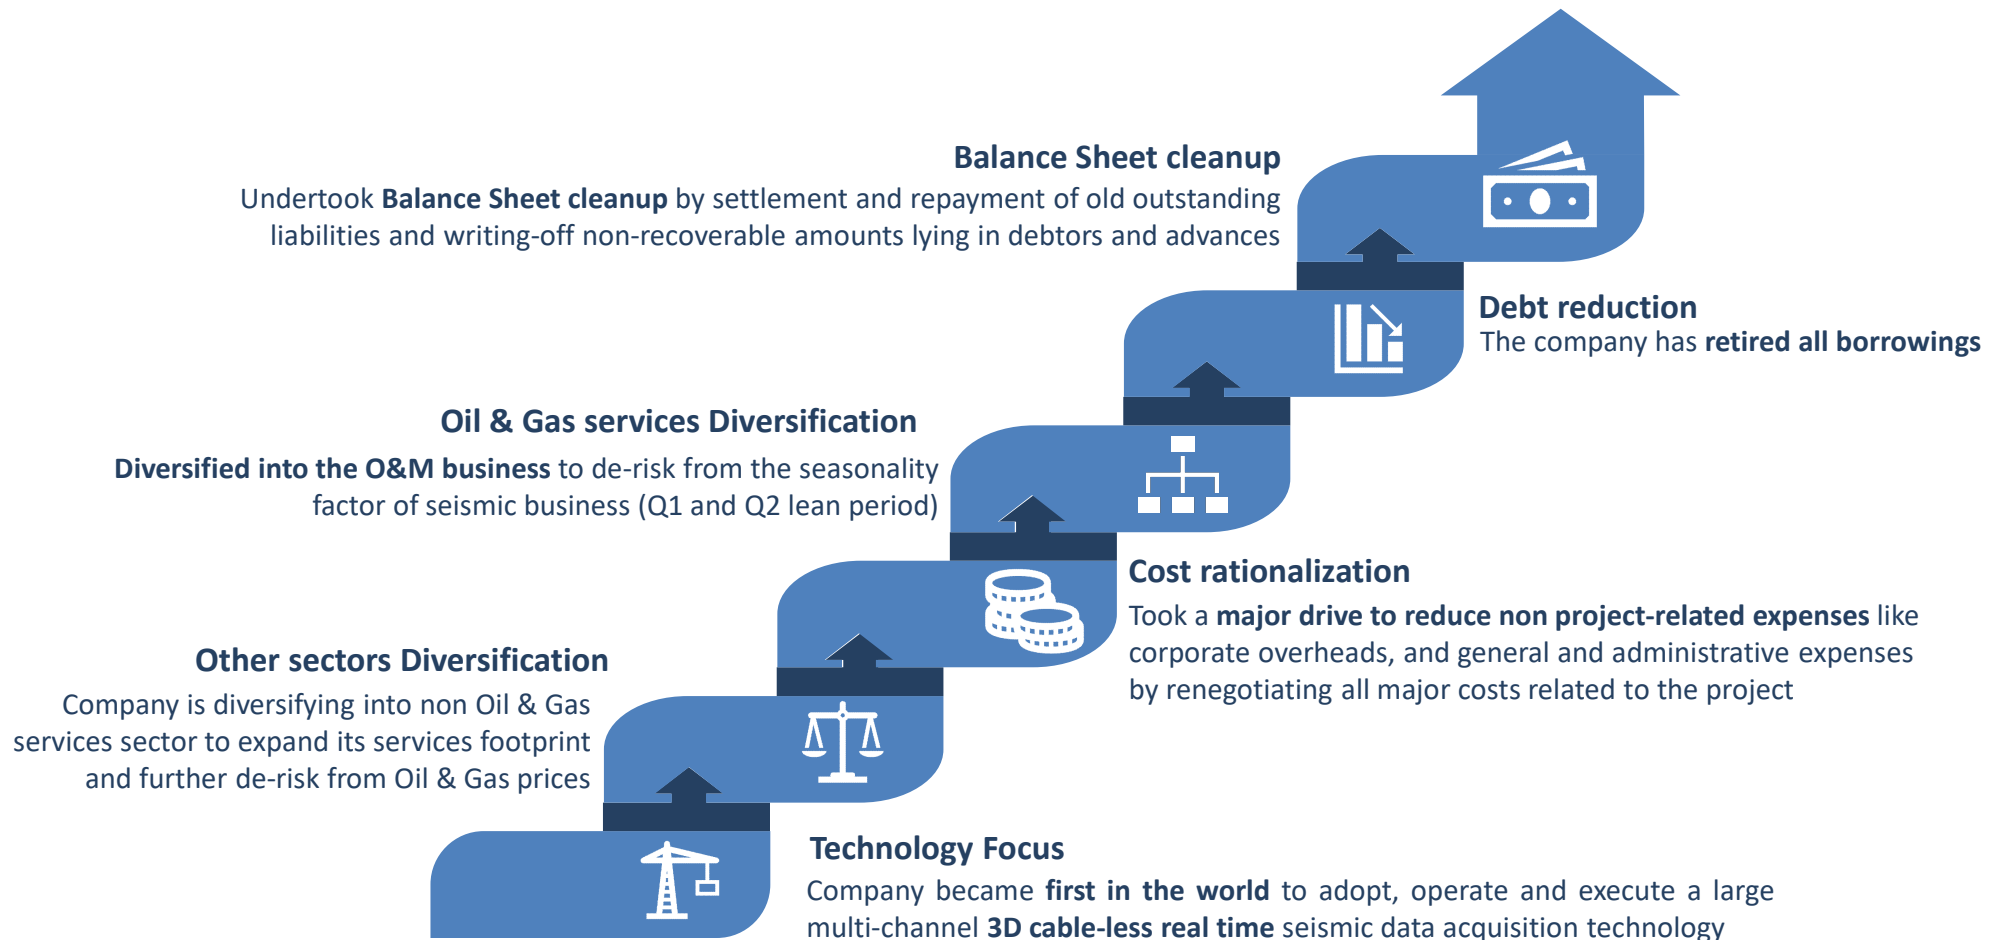 Balance Sheet cleanup
Undertook Balance Sheet cleanup by settlement and repayment of old outstanding
liabilities and writing-off non-recoverable amounts lying in debtors and advances
Debt reduction
The company has retired all borrowings
Oil & Gas services Diversification
Diversified into the O&M business to de-risk from the seasonality
factor of seismic business (Q1 and Q2 lean period)
Cost rationalization
Took a major drive to reduce non project-related expenses like
corporate overheads, and general and administrative expenses
by renegotiating all major costs related to the project
Other sectors Diversification
Company is diversifying into non Oil & Gas
services sector to expand its services footprint
and further de-risk from Oil & Gas prices
Technology Focus
Company became first in the world to adopt, operate and execute a large
multi-channel 3D cable-less real time seismic data acquisition technology